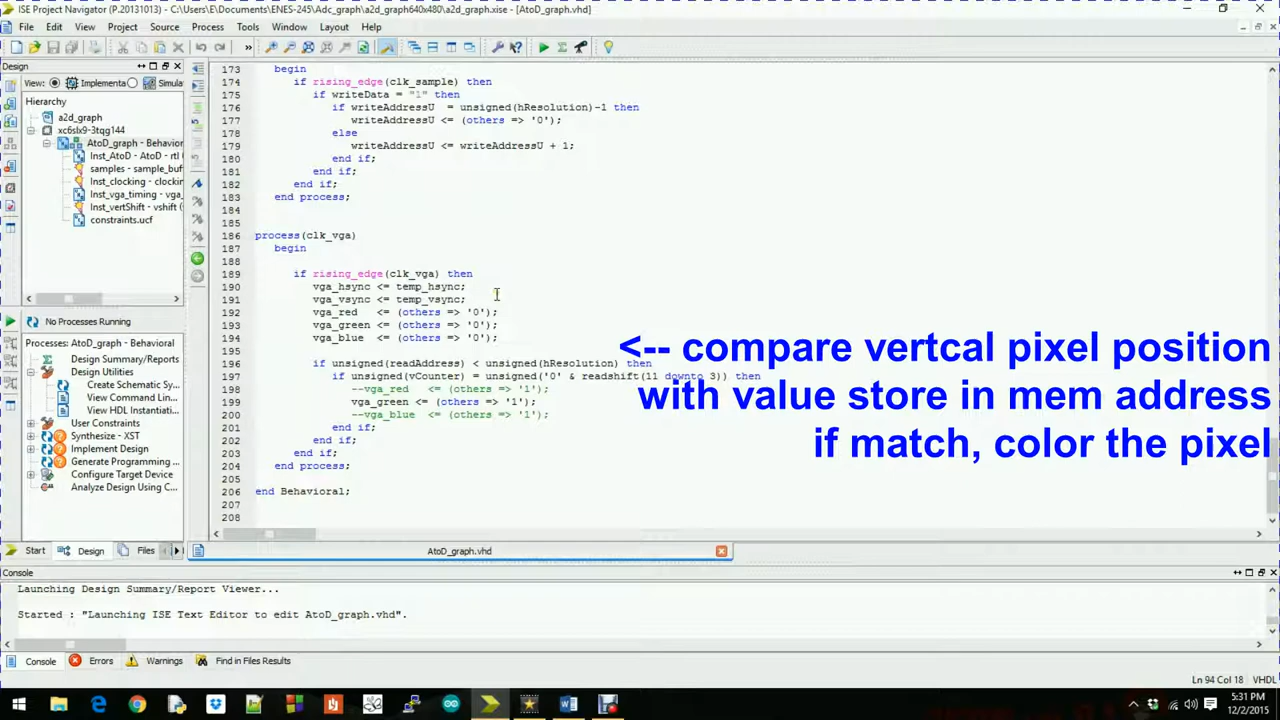 ISE Project Navigator (P.20131013) - C:\Users\E\Documents\ENES-245\Adc_graph\a2d_graph640x480\a2d_graph.xise - [AtoD_graph.vhd]
File Edit View Project Source Process Tools Window Layout Help
Design
View: Implementa Simula
Hierarchy
a2d_graph
xc6slx9-3tqg144
AtoD_graph - Behavior
Inst_AtoD - AtoD - rtl
samples - sample_buf
Inst_clocking - clockin
Inst_vga_timing - vga_
Inst_vertShift - vshift (
constraints.ucf
No Processes Running
Processes: AtoD_graph - Behavioral
Design Summary/Reports
Design Utilities
Create Schematic Sy...
View Command Lin...
View HDL Instantiati...
User Constraints
Synthesize - XST
Implement Design
Generate Programming ...
Configure Target Device
Analyze Design Using C...
Start Design Files
173 begin
174 if rising_edge(clk_sample) then
175 if writeData = "1" then
176 if writeAddressU = unsigned(hResolution)-1 then
177 writeAddressU <= (others => '0');
178 else
179 writeAddressU <= writeAddressU + 1;
180 end if;
181 end if;
182 end if;
183 end process;
184
185
186 process(clk_vga)
187 begin
188
189 if rising_edge(clk_vga) then
190 vga_hsync <= temp_hsync;
191 vga_vsync <= temp_vsync;
192 vga_red <= (others => '0');
193 vga_green <= (others => '0');
194 vga_blue <= (others => '0');
195
196 if unsigned(readAddress) < unsigned(hResolution) then
197 if unsigned(vCounter) = unsigned('0' & readshift(11 downto 3)) then
198 --vga_red <= (others => '1');
199 vga_green <= (others => '1');
200 --vga_blue <= (others => '1');
201 end if;
202 end if;
203 end if;
204 end process;
205
206 end Behavioral;
207
208
<-- compare vertcal pixel position
with value store in mem address
if match, color the pixel
AtoD_graph.vhd
Console
Launching Design Summary/Report Viewer...
Started : "Launching ISE Text Editor to edit AtoD_graph.vhd".
Console Errors Warnings Find in Files Results
Ln 94 Col 18 VHDL
5:31 PM
12/2/2015